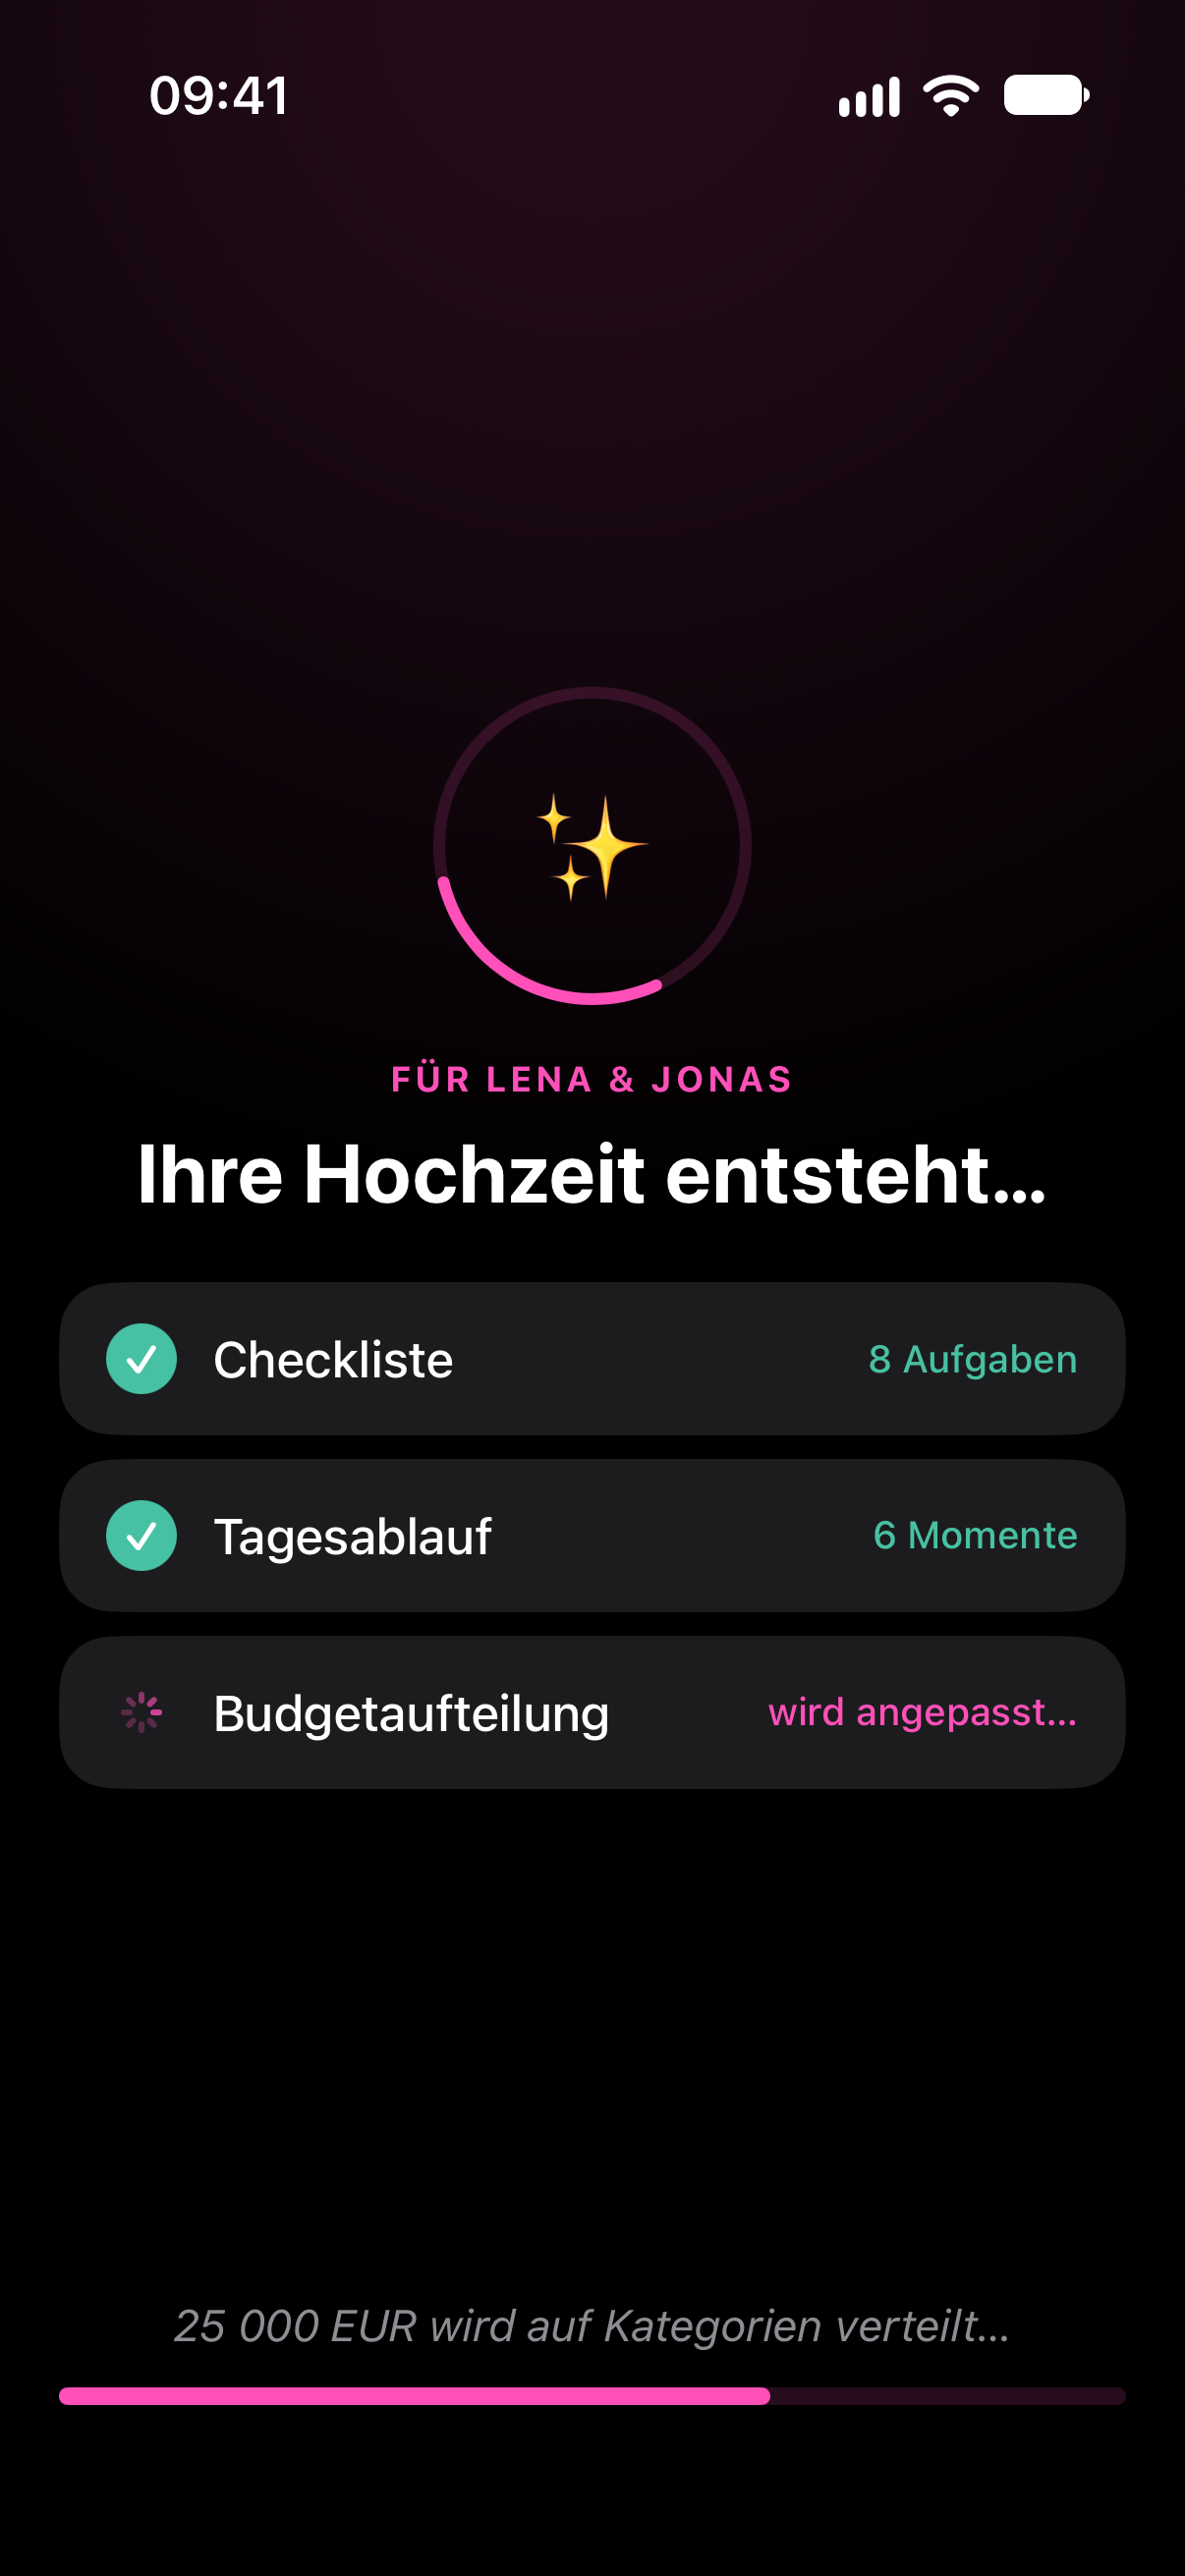 09:41
FÜR LENA & JONAS
Ihre Hochzeit entsteht...
Checkliste 8 Aufgaben
Tagesablauf 6 Momente
Budgetaufteilung wird angepasst...
25 000 EUR wird auf Kategorien verteilt...